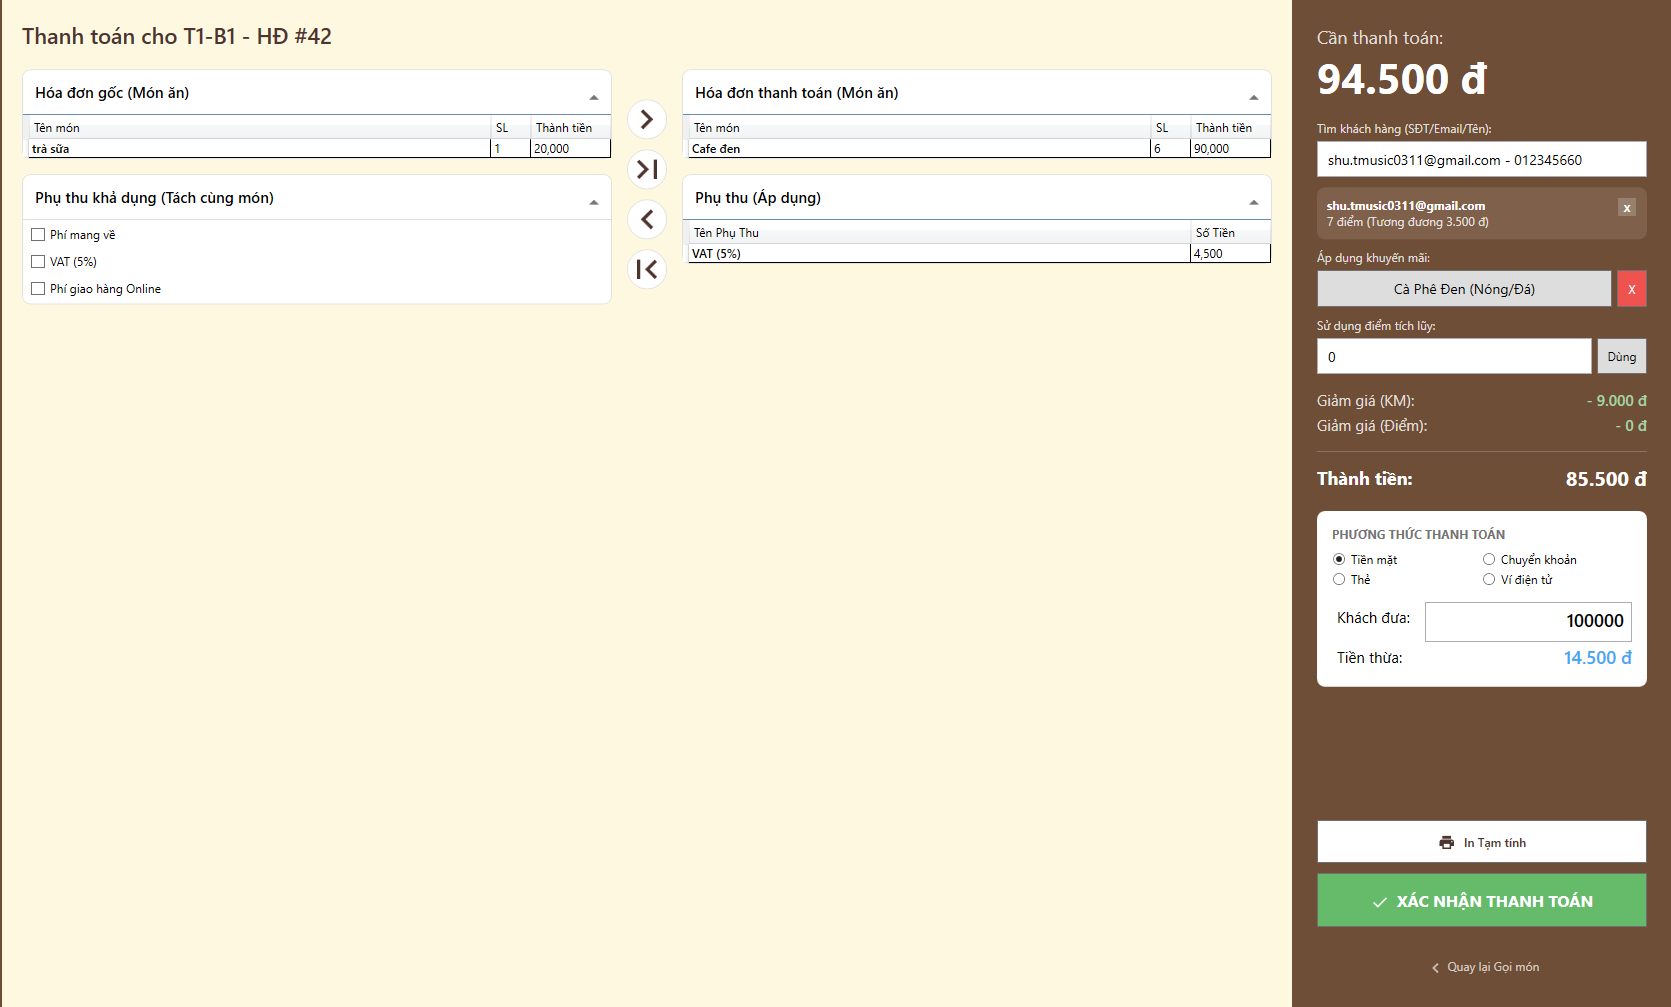 Thanh toán cho T1-B1 - HĐ #42
Hóa đơn gốc (Món ăn)
Tên món SL Thành tiền
trà sữa 1 20,000
Phụ thu khả dụng (Tách cùng món)
Phí mang về
VAT (5%)
Phí giao hàng Online
Hóa đơn thanh toán (Món ăn)
Tên món SL Thành tiền
Cafe đen 6 90,000
Phụ thu (Áp dụng)
Tên Phụ Thu Số Tiền
VAT (5%) 4,500
Cần thanh toán:
94.500 đ
Tìm khách hàng (SĐT/Email/Tên):
shu.tmusic0311@gmail.com - 012345660
shu.tmusic0311@gmail.com x
7 điểm (Tương đương 3.500 đ)
Áp dụng khuyến mãi:
Cà Phê Đen (Nóng/Đá) X
Sử dụng điểm tích lũy:
0 Dùng
Giảm giá (KM): - 9.000 đ
Giảm giá (Điểm): - 0 đ
Thành tiền: 85.500 đ
PHƯƠNG THỨC THANH TOÁN
Tiền mặt Chuyển khoản
Thẻ Ví điện tử
Khách đưa: 100000
Tiền thừa: 14.500 đ
In Tạm tính
XÁC NHẬN THANH TOÁN
Quay lại Gọi món